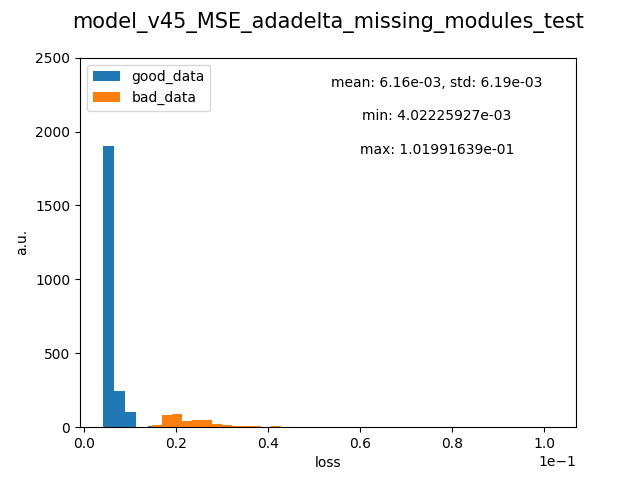 model_v45_MSE_adadelta_missing_modules_test
good_data
bad_data
mean: 6.16e-03, std: 6.19e-03
min: 4.02225927e-03
max: 1.01991639e-01
a.u.
2500
2000
1500
1000
500
0
0.0 0.2 0.4 0.6 0.8 1.0
1e−1
loss